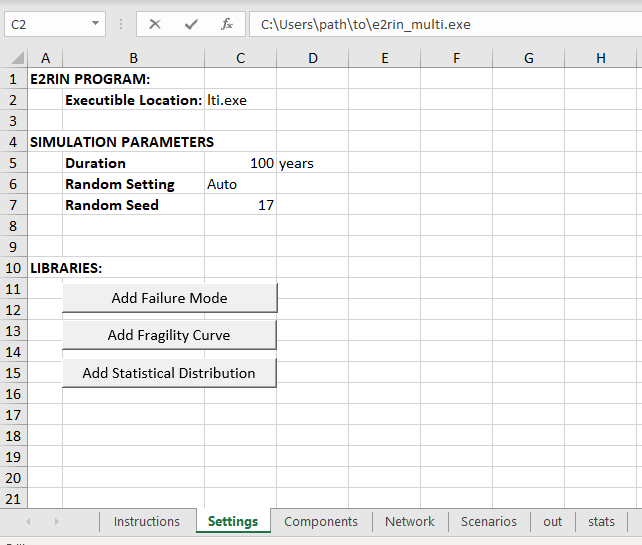 C2 C:\Users\path\to\e2rin_multi.exe
A B C D E F G H
1 E2RIN PROGRAM:
2 Executible Location: lti.exe
3
4 SIMULATION PARAMETERS
5 Duration 100 years
6 Random Setting Auto
7 Random Seed 17
8
9
10 LIBRARIES:
11
Add Failure Mode
12
13
Add Fragility Curve
14
15
Add Statistical Distribution
16
17
18
19
20
21
Instructions Settings Components Network Scenarios out stats